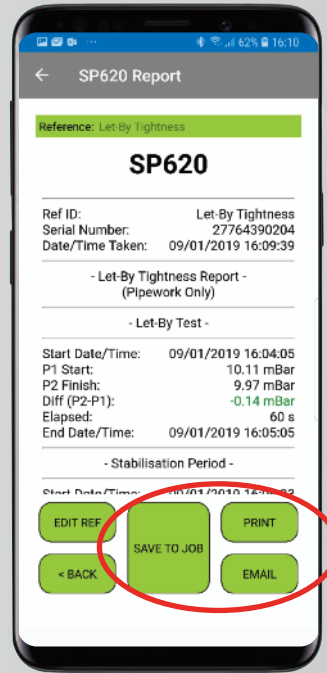 62% 16:10
← SP620 Report
Reference: Let-By Tightness
SP620
Ref ID: Let-By Tightness
Serial Number: 27764390204
Date/Time Taken: 09/01/2019 16:09:39
- Let-By Tightness Report -
(Pipework Only)
- Let-By Test -
Start Date/Time: 09/01/2019 16:04:05
P1 Start: 10.11 mBar
P2 Finish: 9.97 mBar
Diff (P2-P1): -0.14 mBar
Elapsed: 60 s
End Date/Time: 09/01/2019 16:05:05
- Stabilisation Period -
Start Date/Time:
EDIT REF
SAVE TO JOB
PRINT
< BACK
EMAIL